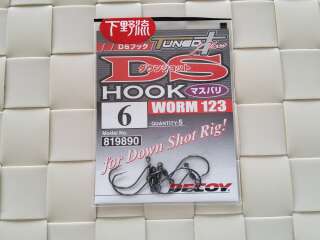 下野流
DSフック
TUNED
DS
ダウンショット
HOOK
マスバリ
6
WORM 123
QUANTITY:8
Model No.
819890
for Down Shot Rig!
DECOY